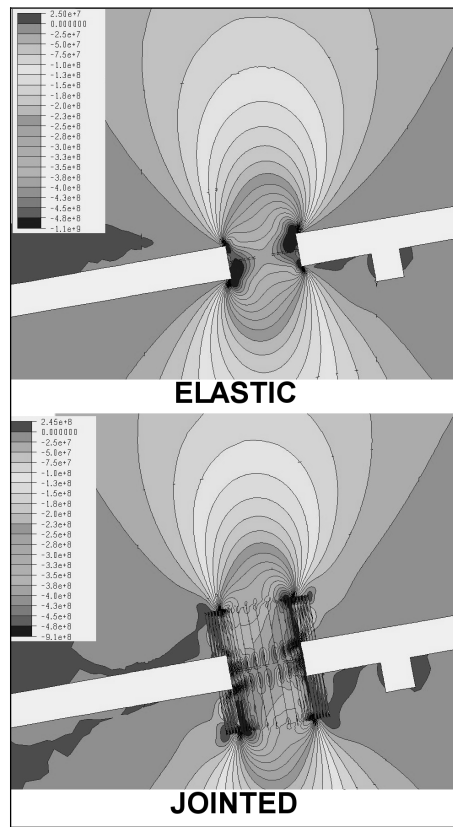 2.50e+7
0.000000
-2.5e+7
-5.0e+7
-7.5e+7
-1.0e+8
-1.3e+8
-1.5e+8
-1.8e+8
-2.0e+8
-2.3e+8
-2.5e+8
-2.8e+8
-3.0e+8
-3.3e+8
-3.5e+8
-3.8e+8
-4.0e+8
-4.3e+8
-4.5e+8
-4.8e+8
-1.1e+9
ELASTIC
2.45e+8
0.000000
-2.5e+7
-5.0e+7
-7.5e+7
-1.0e+8
-1.3e+8
-1.5e+8
-1.8e+8
-2.0e+8
-2.3e+8
-2.5e+8
-2.8e+8
-3.0e+8
-3.3e+8
-3.5e+8
-3.8e+8
-4.0e+8
-4.3e+8
-4.5e+8
-4.8e+8
-9.1e+8
JOINTED